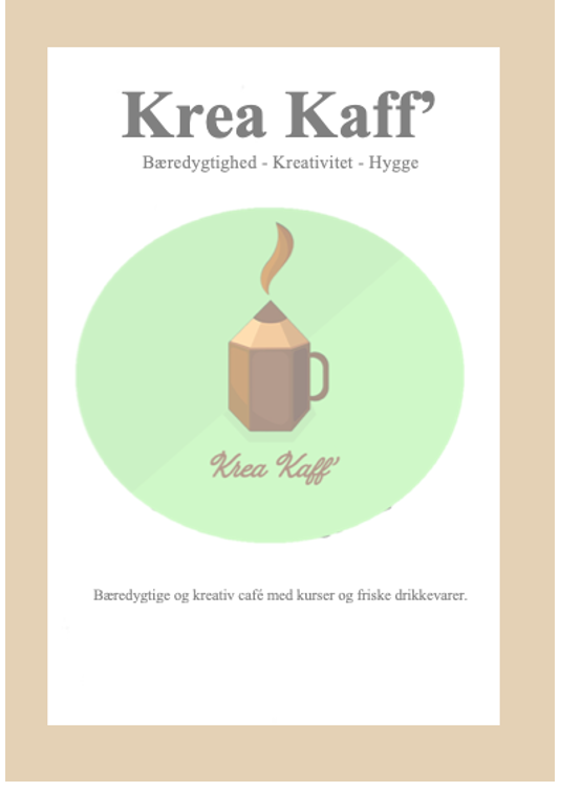 Krea Kaff’
Bæredygtighed - Kreativitet - Hygge
Krea Kaff’
Bæredygtige og kreativ café med kurser og friske drikkevarer.